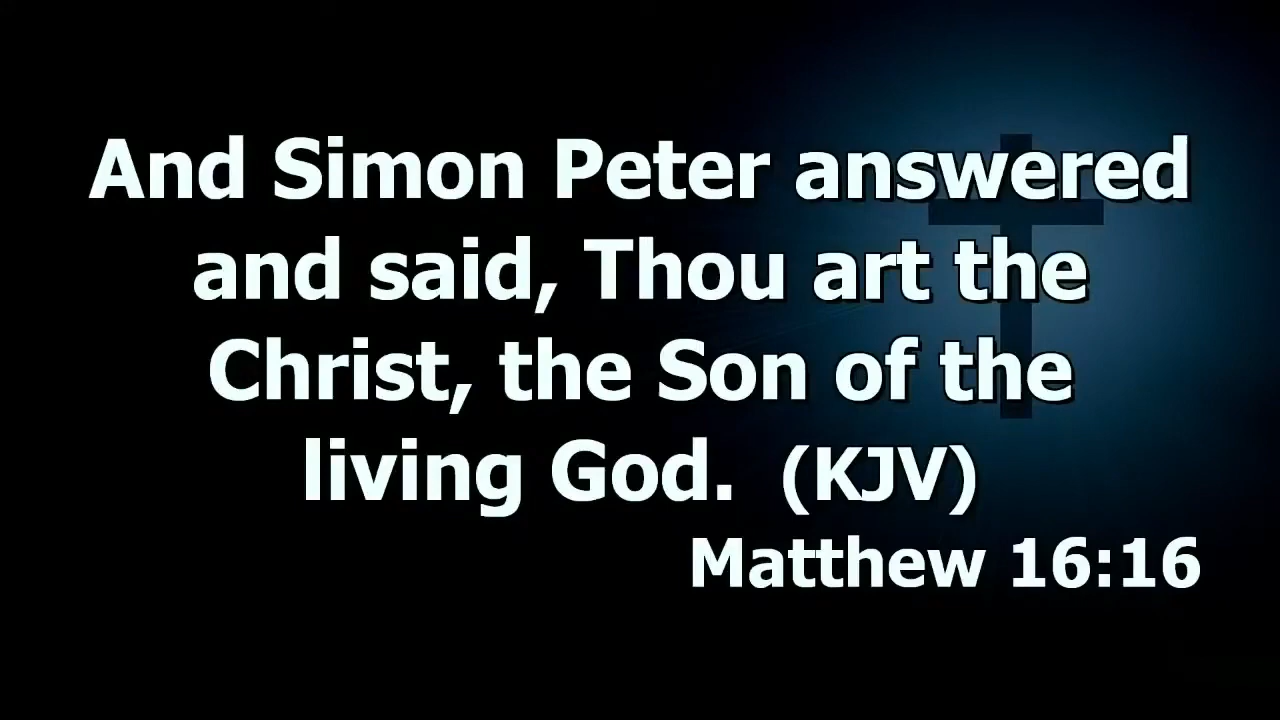 And Simon Peter answered
and said, Thou art the
Christ, the Son of the
living God.  (KJV)
Matthew 16:16